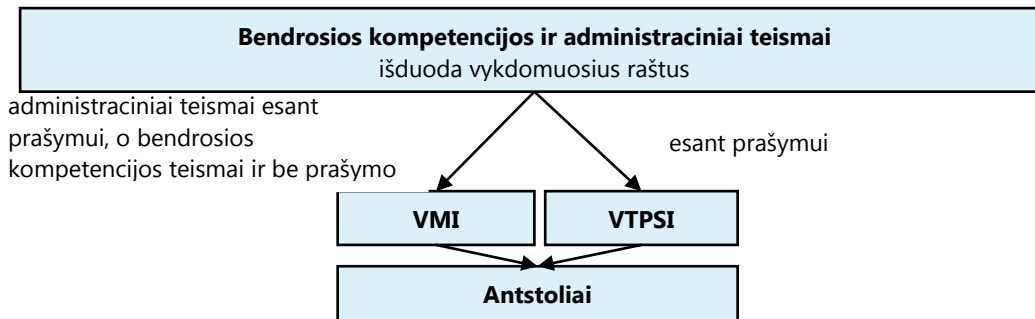 Bendrosios kompetencijos ir administraciniai teismai
išduoda vykdomuosius raštus
administraciniai teismai esant
prašymui, o bendrosios
kompetencijos teismai ir be prašymo
esant prašymui
VMI
VTPSI
Antstoliai